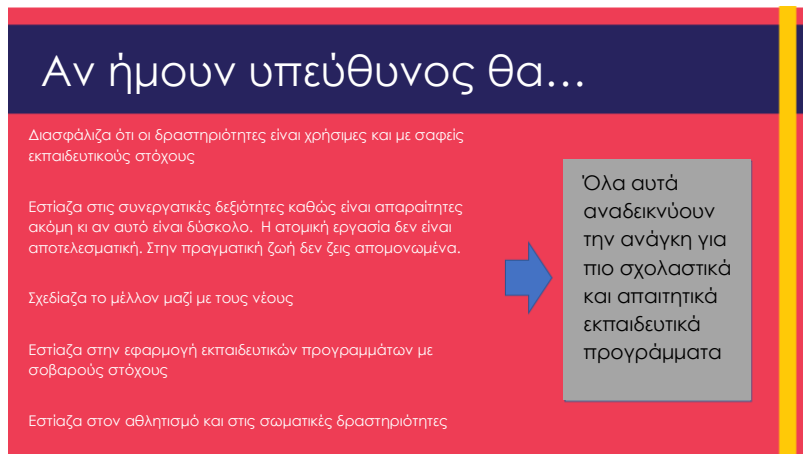 Αν ήμουν υπεύθυνος θα…
Διασφάλιζα ότι οι δραστηριότητες είναι χρήσιμες και με σαφείς
εκπαιδευτικούς στόχους
Εστίαζα στις συνεργατικές δεξιότητες καθώς είναι απαραίτητες
ακόμη κι αν αυτό είναι δύσκολο. Η ατομική εργασία δεν είναι
αποτελεσματική. Στην πραγματική ζωή δεν ζεις απομονωμένα.
Σχεδίαζα το μέλλον μαζί με τους νέους
Εστίαζα στην εφαρμογή εκπαιδευτικών προγραμμάτων με
σοβαρούς στόχους
Εστίαζα στον αθλητισμό και στις σωματικές δραστηριότητες
Όλα αυτά
αναδεικνύουν
την ανάγκη για
πιο σχολαστικά
και απαιτητικά
εκπαιδευτικά
προγράμματα